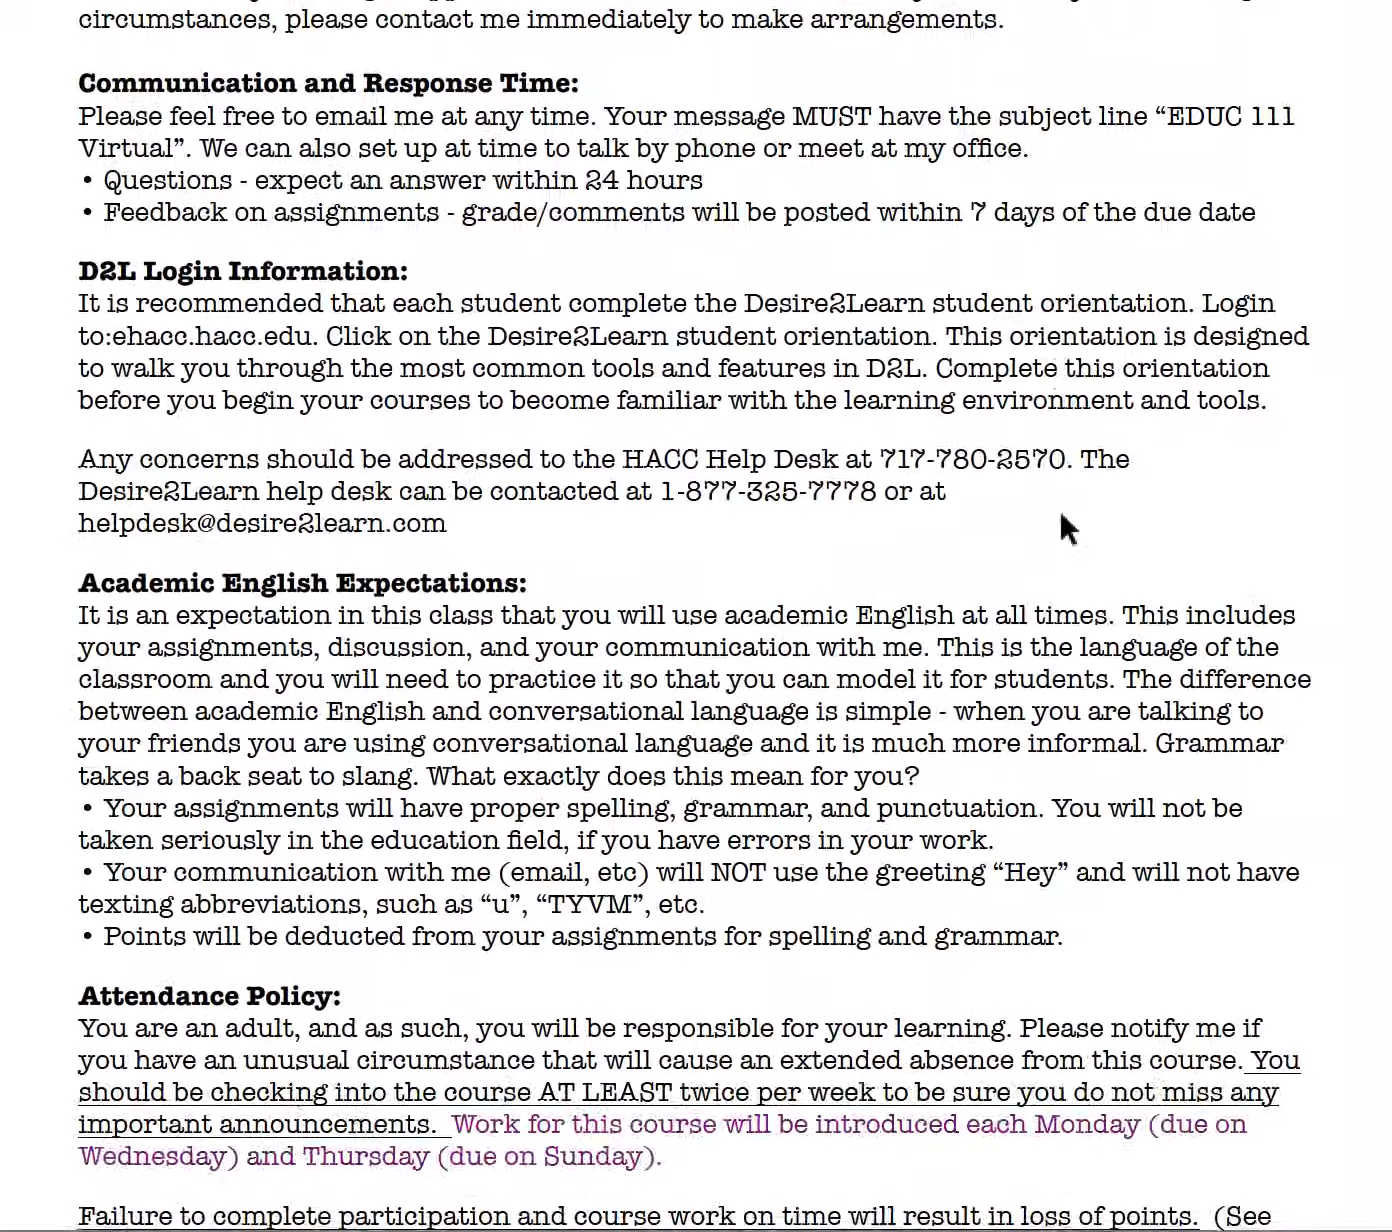 circumstances, please contact me immediately to make arrangements.
Communication and Response Time:
Please feel free to email me at any time. Your message MUST have the subject line “EDUC 111
Virtual”. We can also set up at time to talk by phone or meet at my office.
• Questions - expect an answer within 24 hours
• Feedback on assignments - grade/comments will be posted within 7 days of the due date
D2L Login Information:
It is recommended that each student complete the Desire2Learn student orientation. Login
to:ehacc.hacc.edu. Click on the Desire2Learn student orientation. This orientation is designed
to walk you through the most common tools and features in D2L. Complete this orientation
before you begin your courses to become familiar with the learning environment and tools.
Any concerns should be addressed to the HACC Help Desk at 717-780-2570. The
Desire2Learn help desk can be contacted at 1-877-325-7778 or at
helpdesk@desire2learn.com
Academic English Expectations:
It is an expectation in this class that you will use academic English at all times. This includes
your assignments, discussion, and your communication with me. This is the language of the
classroom and you will need to practice it so that you can model it for students. The difference
between academic English and conversational language is simple - when you are talking to
your friends you are using conversational language and it is much more informal. Grammar
takes a back seat to slang. What exactly does this mean for you?
• Your assignments will have proper spelling, grammar, and punctuation. You will not be
taken seriously in the education field, if you have errors in your work.
• Your communication with me (email, etc) will NOT use the greeting “Hey” and will not have
texting abbreviations, such as “u”, “TYVM”, etc.
• Points will be deducted from your assignments for spelling and grammar.
Attendance Policy:
You are an adult, and as such, you will be responsible for your learning. Please notify me if
you have an unusual circumstance that will cause an extended absence from this course. You
should be checking into the course AT LEAST twice per week to be sure you do not miss any
important announcements. Work for this course will be introduced each Monday (due on
Wednesday) and Thursday (due on Sunday).
Failure to complete participation and course work on time will result in loss of points. (See